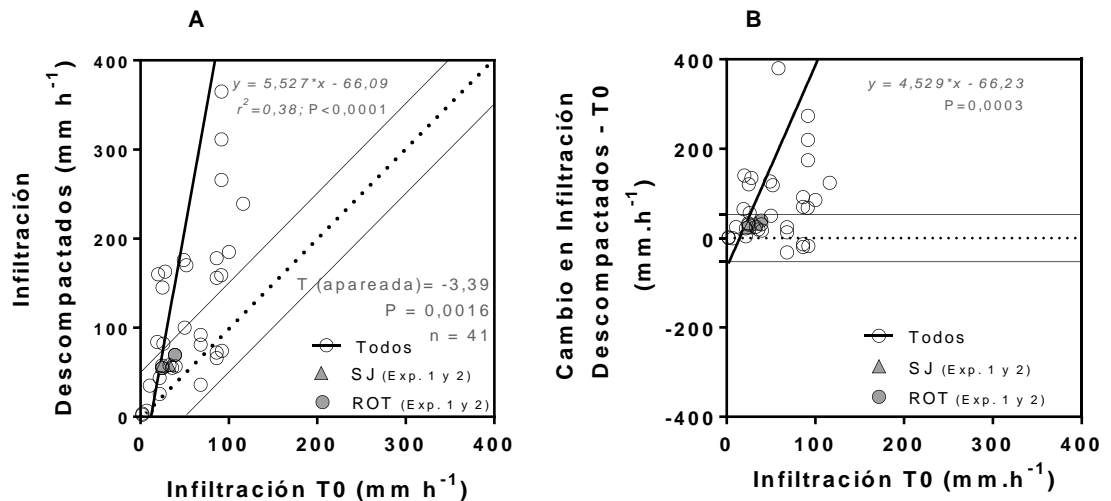 A
Infiltración
Descompactados (mm h⁻¹)
400
300
200
100
0
y = 5,527*x - 66,09
r²=0,38; P<0,0001
T (apareada)= -3,39
P = 0,0016
n = 41
Todos
SJ (Exp. 1 y 2)
ROT (Exp. 1 y 2)
0 100 200 300 400
Infiltración T0 (mm h⁻¹)
B
Cambio en Infiltración
Descompactados - T0
(mm.h⁻¹)
400
200
0
-200
-400
y = 4,529*x - 66,23
P=0,0003
Todos
SJ (Exp. 1 y 2)
ROT (Exp. 1 y 2)
0 100 200 300 400
Infiltración T0 (mm.h⁻¹)